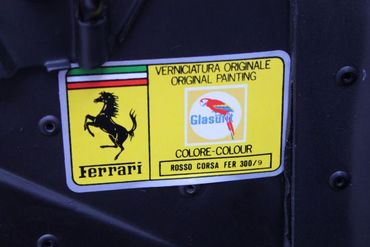 VERNICIATURA ORIGINALE
ORIGINAL PAINTING
Glasurit
COLORE-COLOUR
ROSSO CORSA FER 300/9
Ferrari